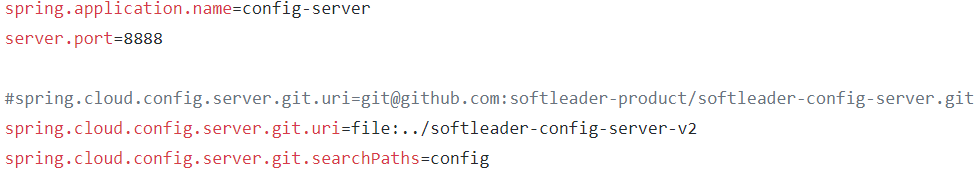 spring.application.name=config-server
server.port=8888
#spring.cloud.config.server.git.uri=git@github.com:softleader-product/softleader-config-server.git
spring.cloud.config.server.git.uri=file:../softleader-config-server-v2
spring.cloud.config.server.git.searchPaths=config